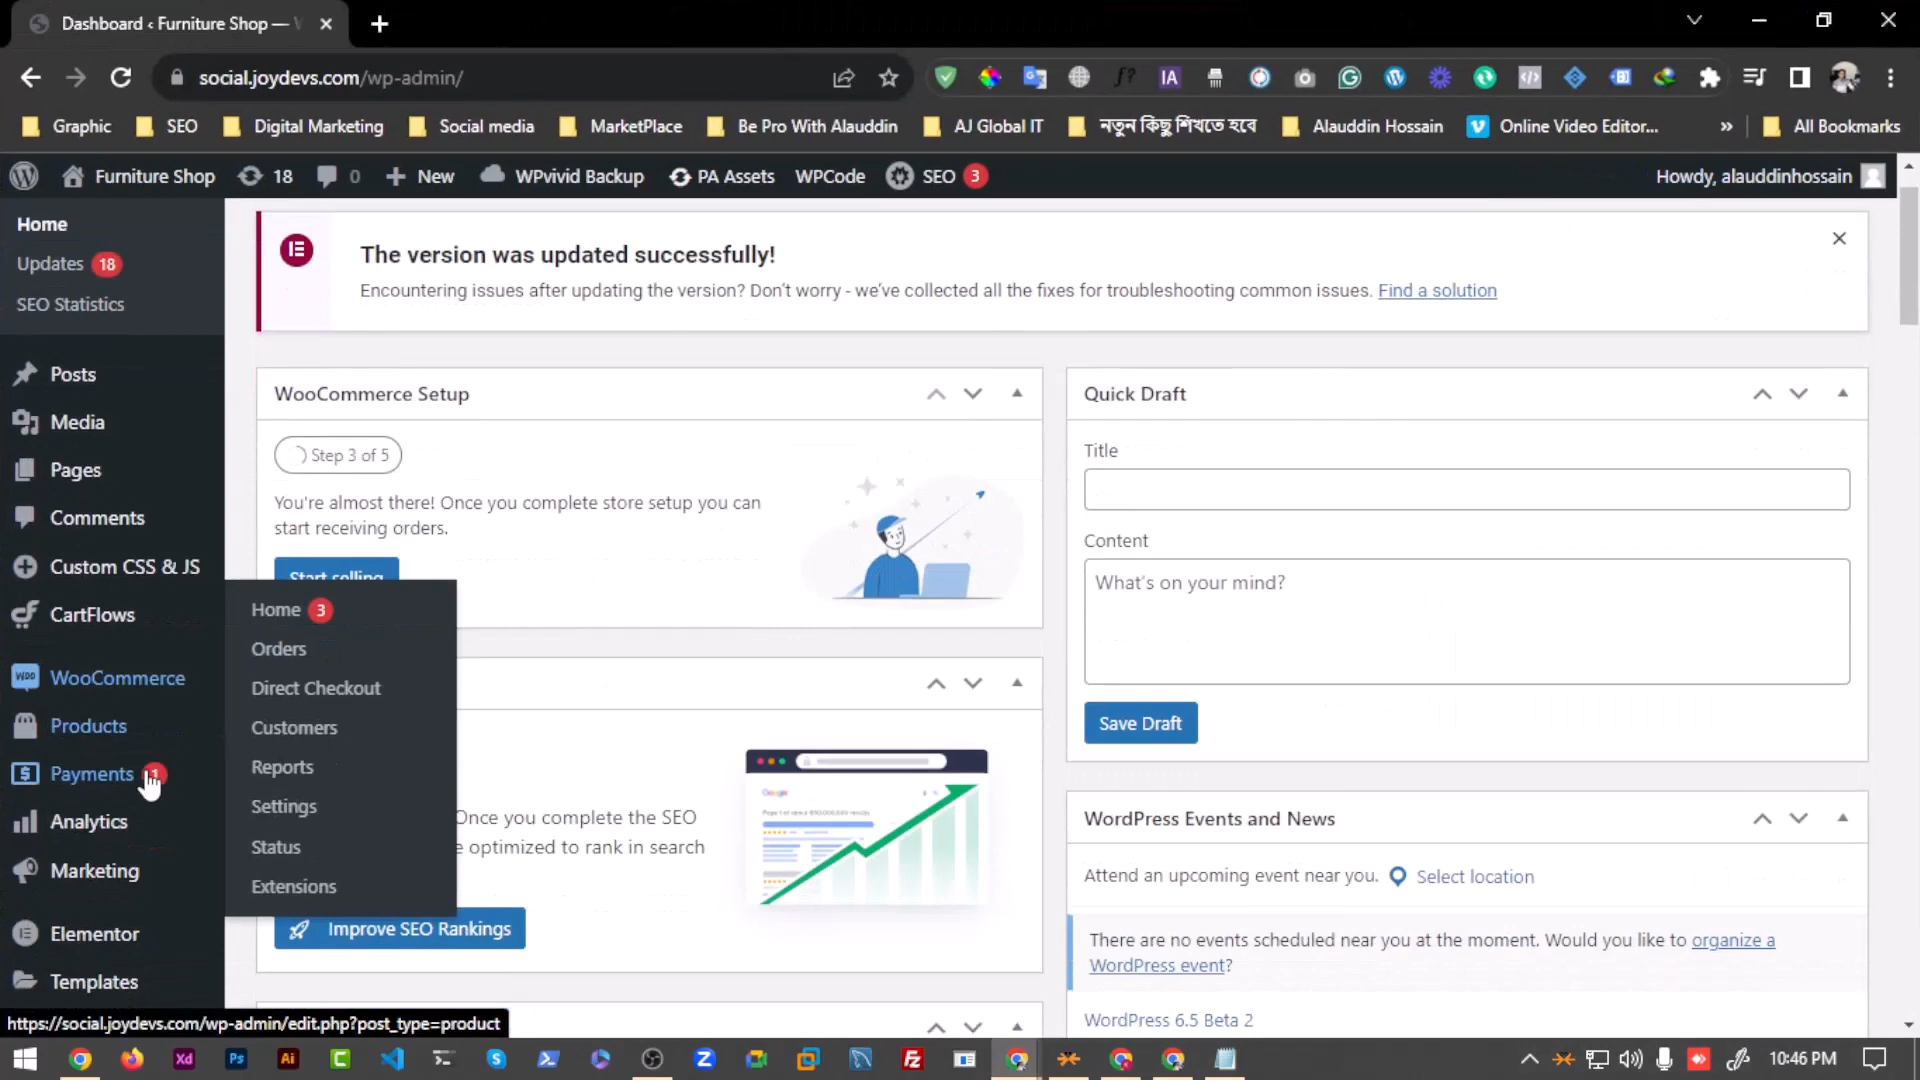 Dashboard ‹ Furniture Shop —
social.joydevs.com/wp-admin/
Graphic
SEO
Digital Marketing
Social media
MarketPlace
Be Pro With Alauddin
AJ Global IT
নতুন কিছু শিখতে হবে
Alauddin Hossain
Online Video Editor...
»
All Bookmarks
Furniture Shop
18
0
New
WPvivid Backup
PA Assets
WPCode
SEO 3
Howdy, alauddinhossain
Home
Updates 18
SEO Statistics
Posts
Media
Pages
Comments
Custom CSS & JS
CartFlows
WooCommerce
Products
Payments
Analytics
Marketing
Elementor
Templates
Home 3
Orders
Direct Checkout
Customers
Reports
Settings
Status
Extensions
The version was updated successfully!
Encountering issues after updating the version? Don't worry - we've collected all the fixes for troubleshooting common issues. Find a solution
WooCommerce Setup
Step 3 of 5
You're almost there! Once you complete store setup you can
start receiving orders.
Start selling
Once you complete the SEO
e optimized to rank in search
Google
Improve SEO Rankings
Quick Draft
Title
Content
What's on your mind?
Save Draft
WordPress Events and News
Attend an upcoming event near you. Select location
There are no events scheduled near you at the moment. Would you like to organize a
WordPress event?
WordPress 6.5 Beta 2
https://social.joydevs.com/wp-admin/edit.php?post_type=product
10:46 PM